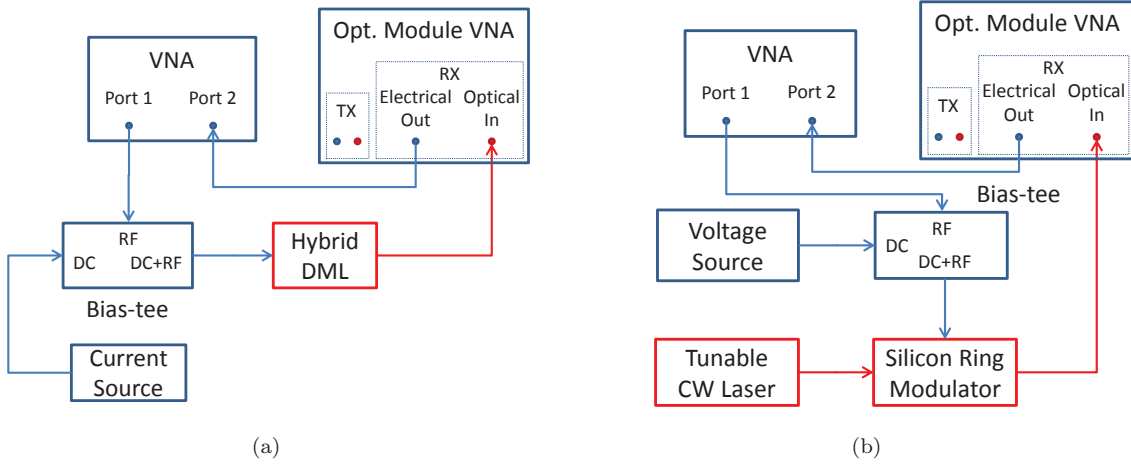 Opt. Module VNA
VNA
Port 1 Port 2
RX
TX
Electrical Out
Optical In
RF
DC
DC+RF
Bias-tee
Hybrid
DML
Current
Source
(a)
Opt. Module VNA
VNA
Port 1 Port 2
RX
TX
Electrical Out
Optical In
Bias-tee
Voltage
Source
RF
DC
DC+RF
Tunable
CW Laser
Silicon Ring
Modulator
(b)